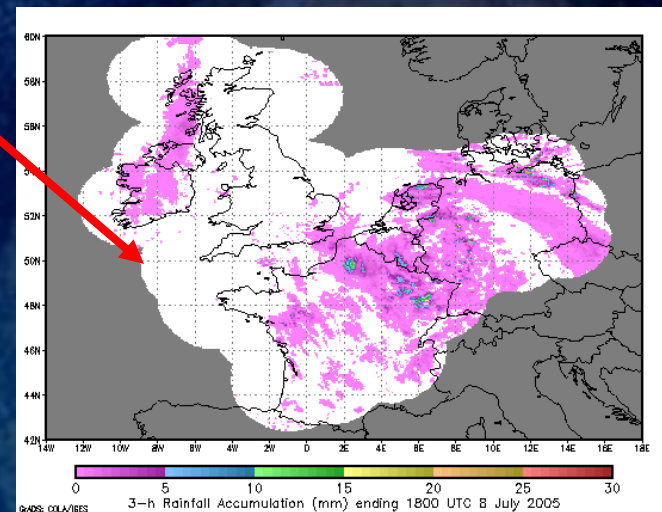 60N
58N
56N
54N
52N
50N
48N
46N
44N
42N
14W 12W 10W 8W 6W 4W 2W 0 2E 4E 6E 8E 10E 12E 14E 16E 18E
0 5 10 15 20 25 30
3-h Rainfall Accumulation (mm) ending 1800 UTC 8 July 2005
GrADS: COLA/IGES